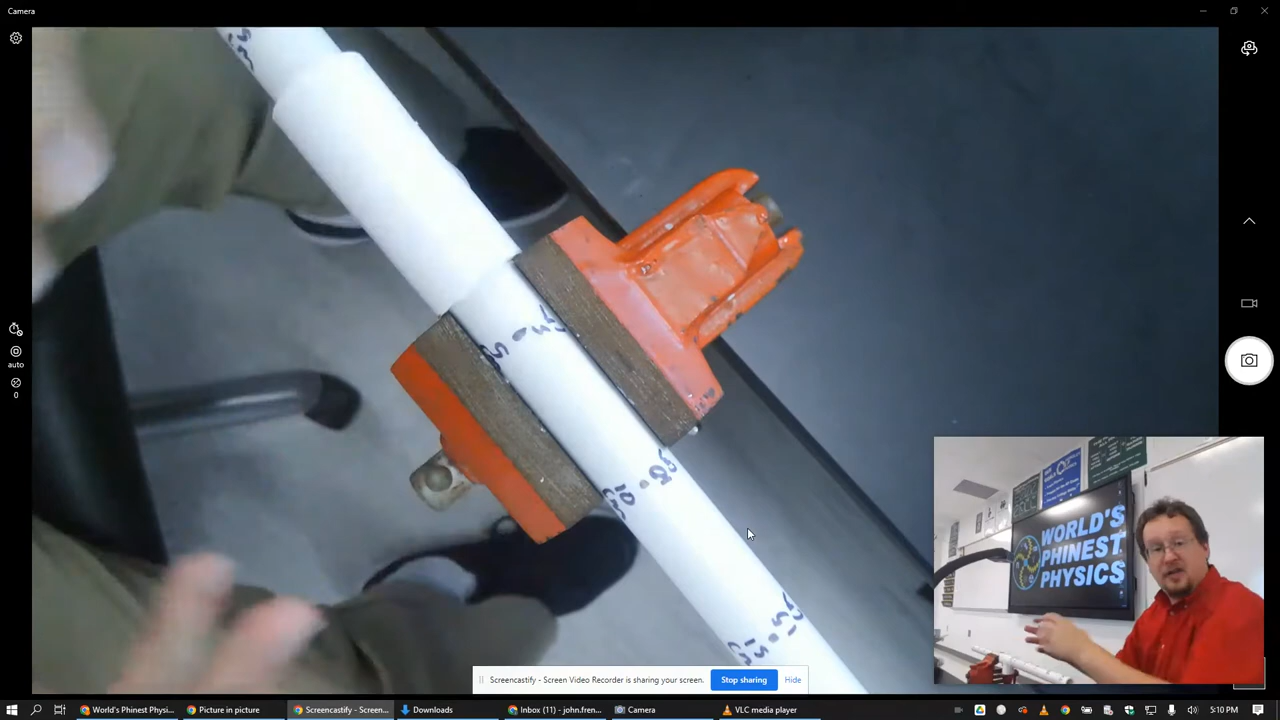 Camera
auto
0
WORLD'S
PHINEST
PHYSICS
Screencastify - Screen Video Recorder is sharing your screen.
Stop sharing
Hide
World's Phinest Physi...
Picture in picture
Screencastify - Screen...
Downloads
Inbox (11) - john.fren...
Camera
VLC media player
5:10 PM